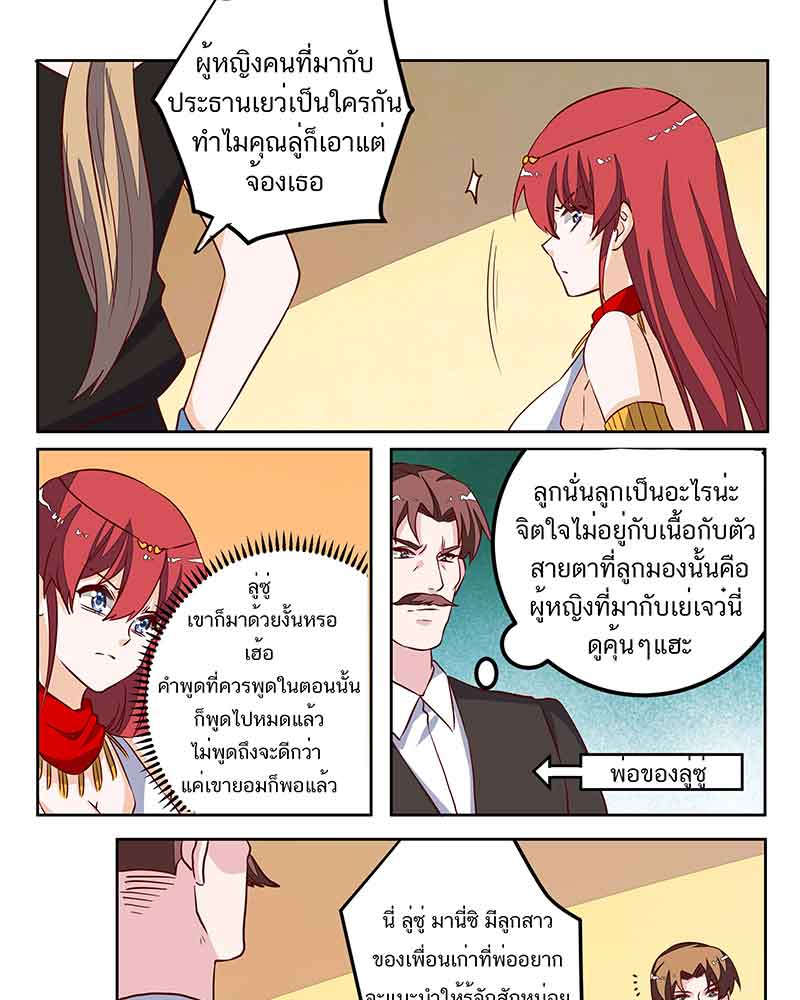 ผู้หญิงคนที่มากับ
ประธานเยว่เป็นใครกัน
ทำไมคุณลู่ก็เอาแต่
จ้องเธอ
ลู่ซู่
เขาก็มาด้วยงั้นหรอ
เฮ้อ
คำพูดที่ควรพูดในตอนนั้น
ก็พูดไปหมดแล้ว
ไม่พูดถึงจะดีกว่า
แค่เขายอมก็พอแล้ว
ลูกนั่นลูกเป็นอะไรน่ะ
จิตใจไม่อยู่กับเนื้อกับตัว
สายตาที่ลูกมองนั้นคือ
ผู้หญิงที่มากับเย่เจว๋นี่
ดูคุ้นๆแฮะ
พ่อของลู่ซู่
นี่ ลู่ซู่ มานี่ซิ มีลูกสาว
ของเพื่อนเก่าที่พ่ออยาก
จะแนะนำให้รู้จักสักหน่อย